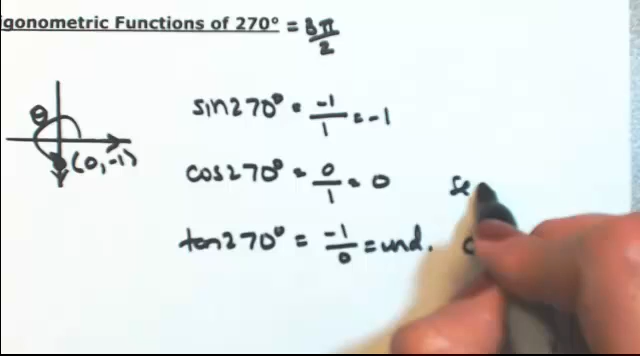 igonometric Functions of 270° = 3π/2
θ
(0,-1)
sin270° = -1/1 = -1
cos270° = 0/1 = 0
se
tan270° = -1/0 = und.
c